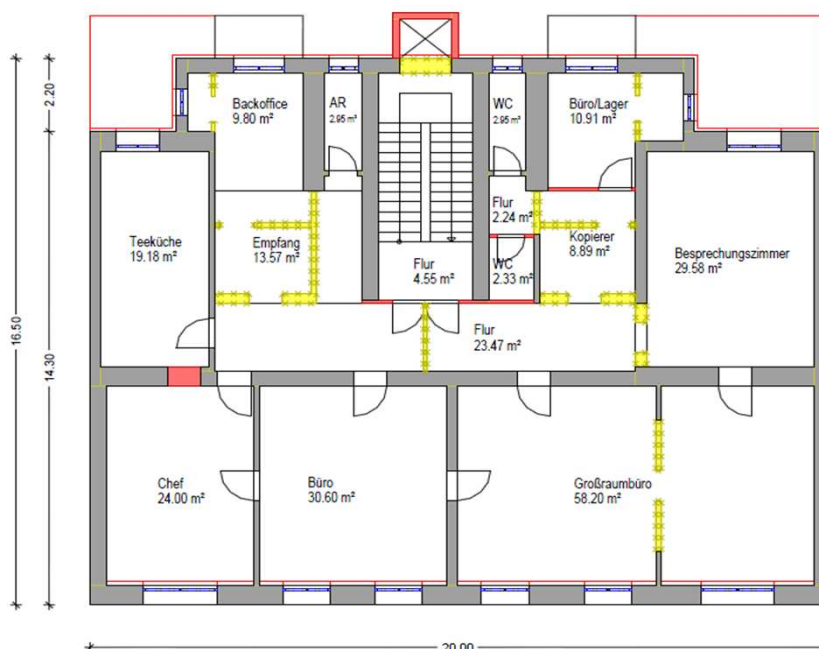 Backoffice
9.80 m²
AR
2.95 m²
WC
2.95 m²
Büro/Lager
10.91 m²
2.20
Teeküche
19.18 m²
Empfang
13.57 m²
Flur
4.55 m²
Flur
2.24 m²
WC
2.33 m²
Kopierer
8.89 m²
Besprechungszimmer
29.58 m²
Flur
23.47 m²
16.50
14.30
Chef
24.00 m²
Büro
30.60 m²
Großraumbüro
58.20 m²
20.00